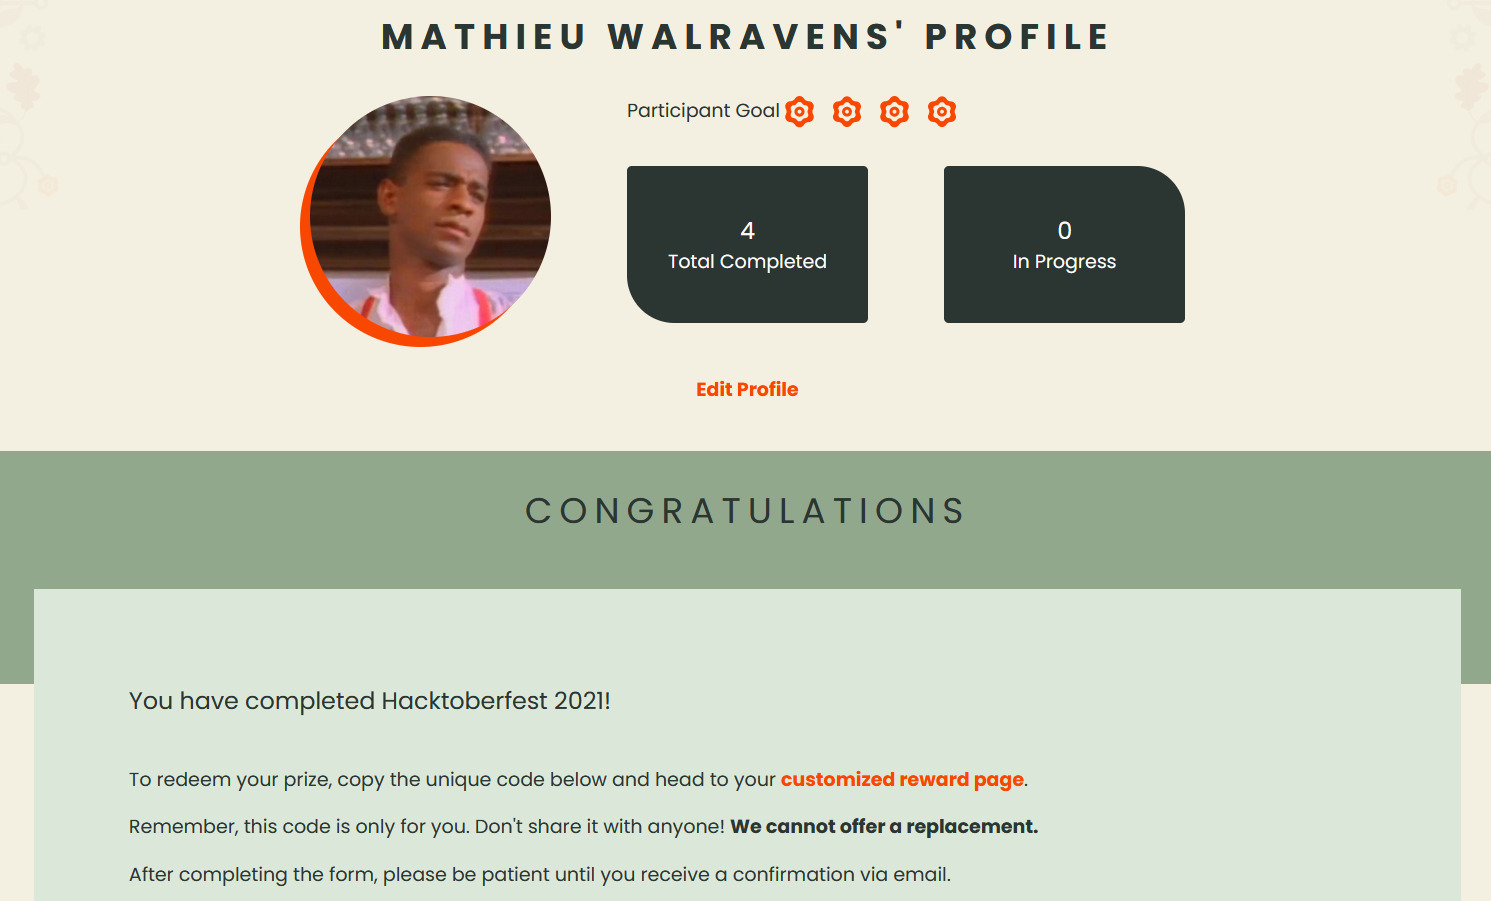 MATHIEU WALRAVENS' PROFILE
Participant Goal
4
Total Completed
0
In Progress
Edit Profile
CONGRATULATIONS
You have completed Hacktoberfest 2021!
To redeem your prize, copy the unique code below and head to your customized reward page.
Remember, this code is only for you. Don't share it with anyone! We cannot offer a replacement.
After completing the form, please be patient until you receive a confirmation via email.